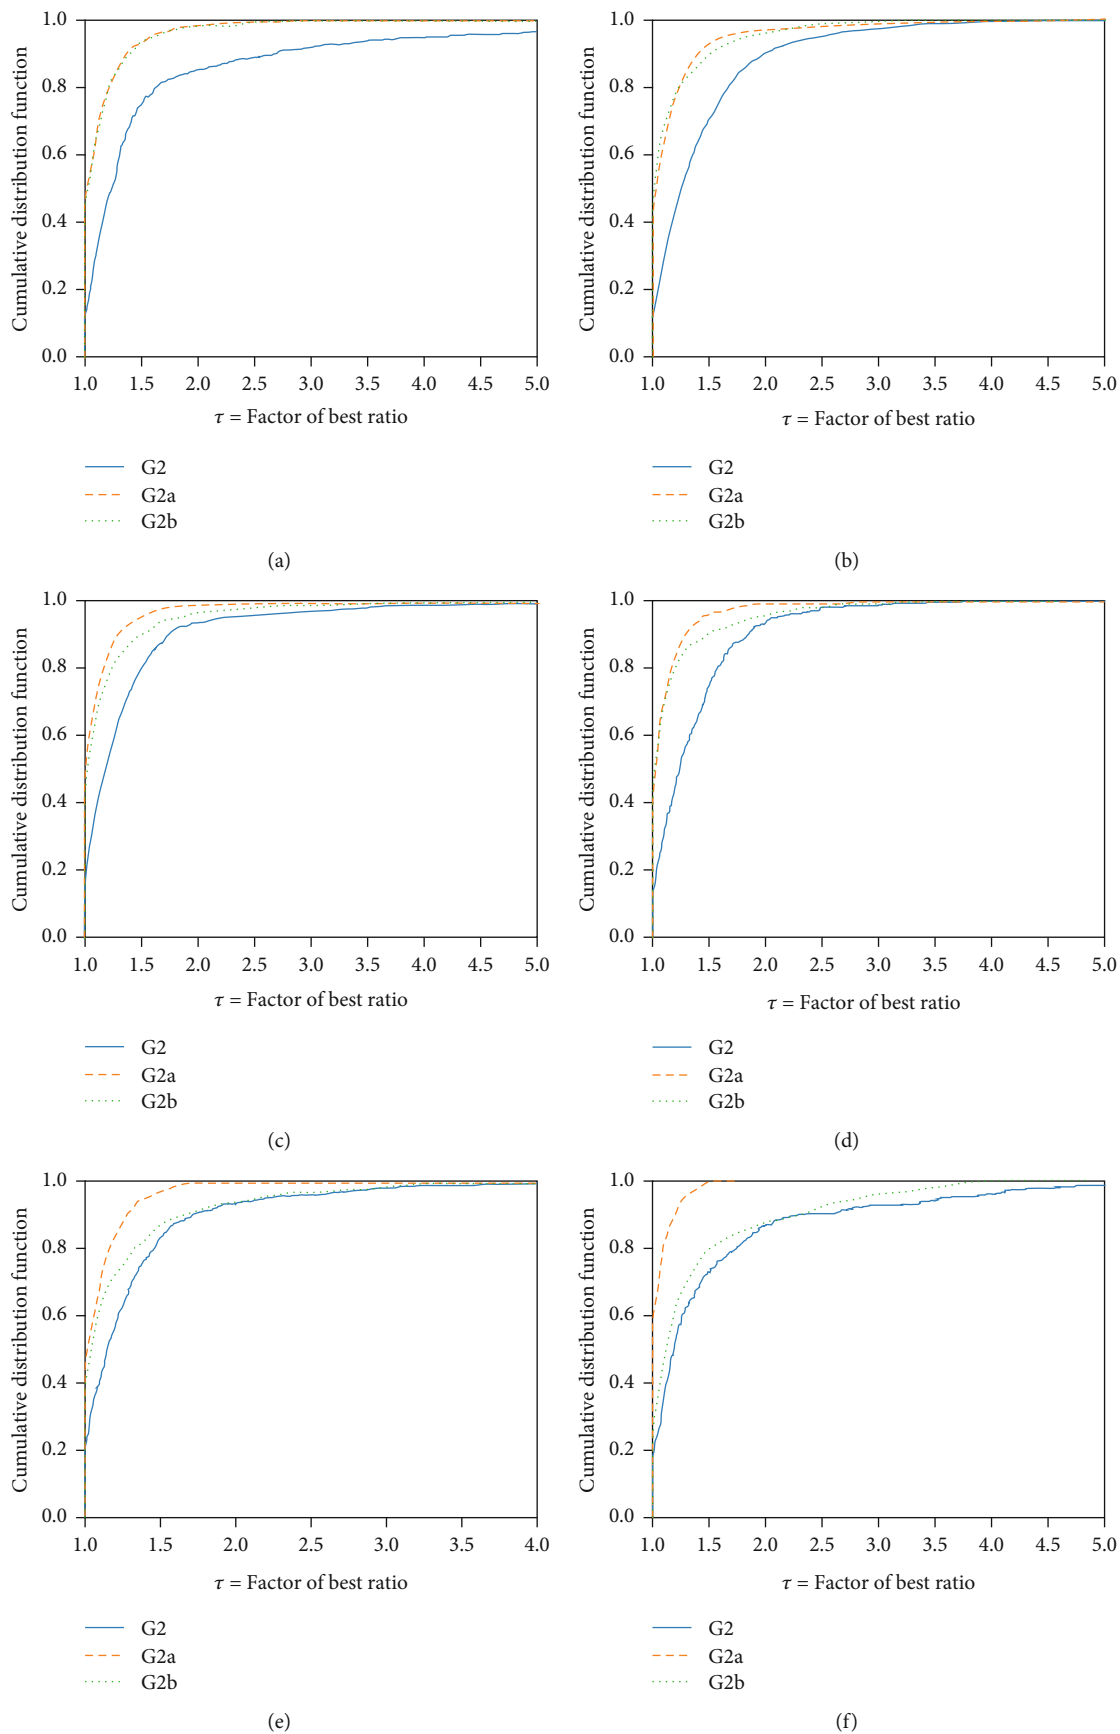 Cumulative distribution function
1.0
0.8
0.6
0.4
0.2
0.0
1.0 1.5 2.0 2.5 3.0 3.5 4.0 4.5 5.0
τ = Factor of best ratio
G2
G2a
G2b
(a)
Cumulative distribution function
1.0
0.8
0.6
0.4
0.2
0.0
1.0 1.5 2.0 2.5 3.0 3.5 4.0 4.5 5.0
τ = Factor of best ratio
G2
G2a
G2b
(b)
Cumulative distribution function
1.0
0.8
0.6
0.4
0.2
0.0
1.0 1.5 2.0 2.5 3.0 3.5 4.0 4.5 5.0
τ = Factor of best ratio
G2
G2a
G2b
(c)
Cumulative distribution function
1.0
0.8
0.6
0.4
0.2
0.0
1.0 1.5 2.0 2.5 3.0 3.5 4.0 4.5 5.0
τ = Factor of best ratio
G2
G2a
G2b
(d)
Cumulative distribution function
1.0
0.8
0.6
0.4
0.2
0.0
1.0 1.5 2.0 2.5 3.0 3.5 4.0
τ = Factor of best ratio
G2
G2a
G2b
(e)
Cumulative distribution function
1.0
0.8
0.6
0.4
0.2
0.0
1.0 1.5 2.0 2.5 3.0 3.5 4.0 4.5 5.0
τ = Factor of best ratio
G2
G2a
G2b
(f)